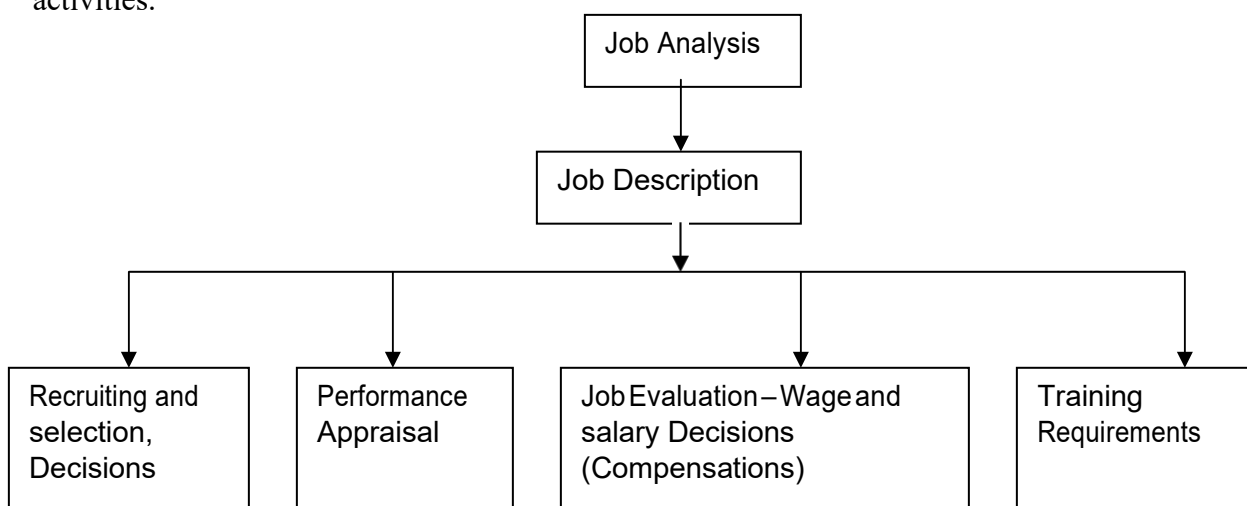 activities.
Job Analysis
Job Description
Recruiting and
selection,
Decisions
Performance
Appraisal
Job Evaluation – Wage and
salary Decisions
(Compensations)
Training
Requirements